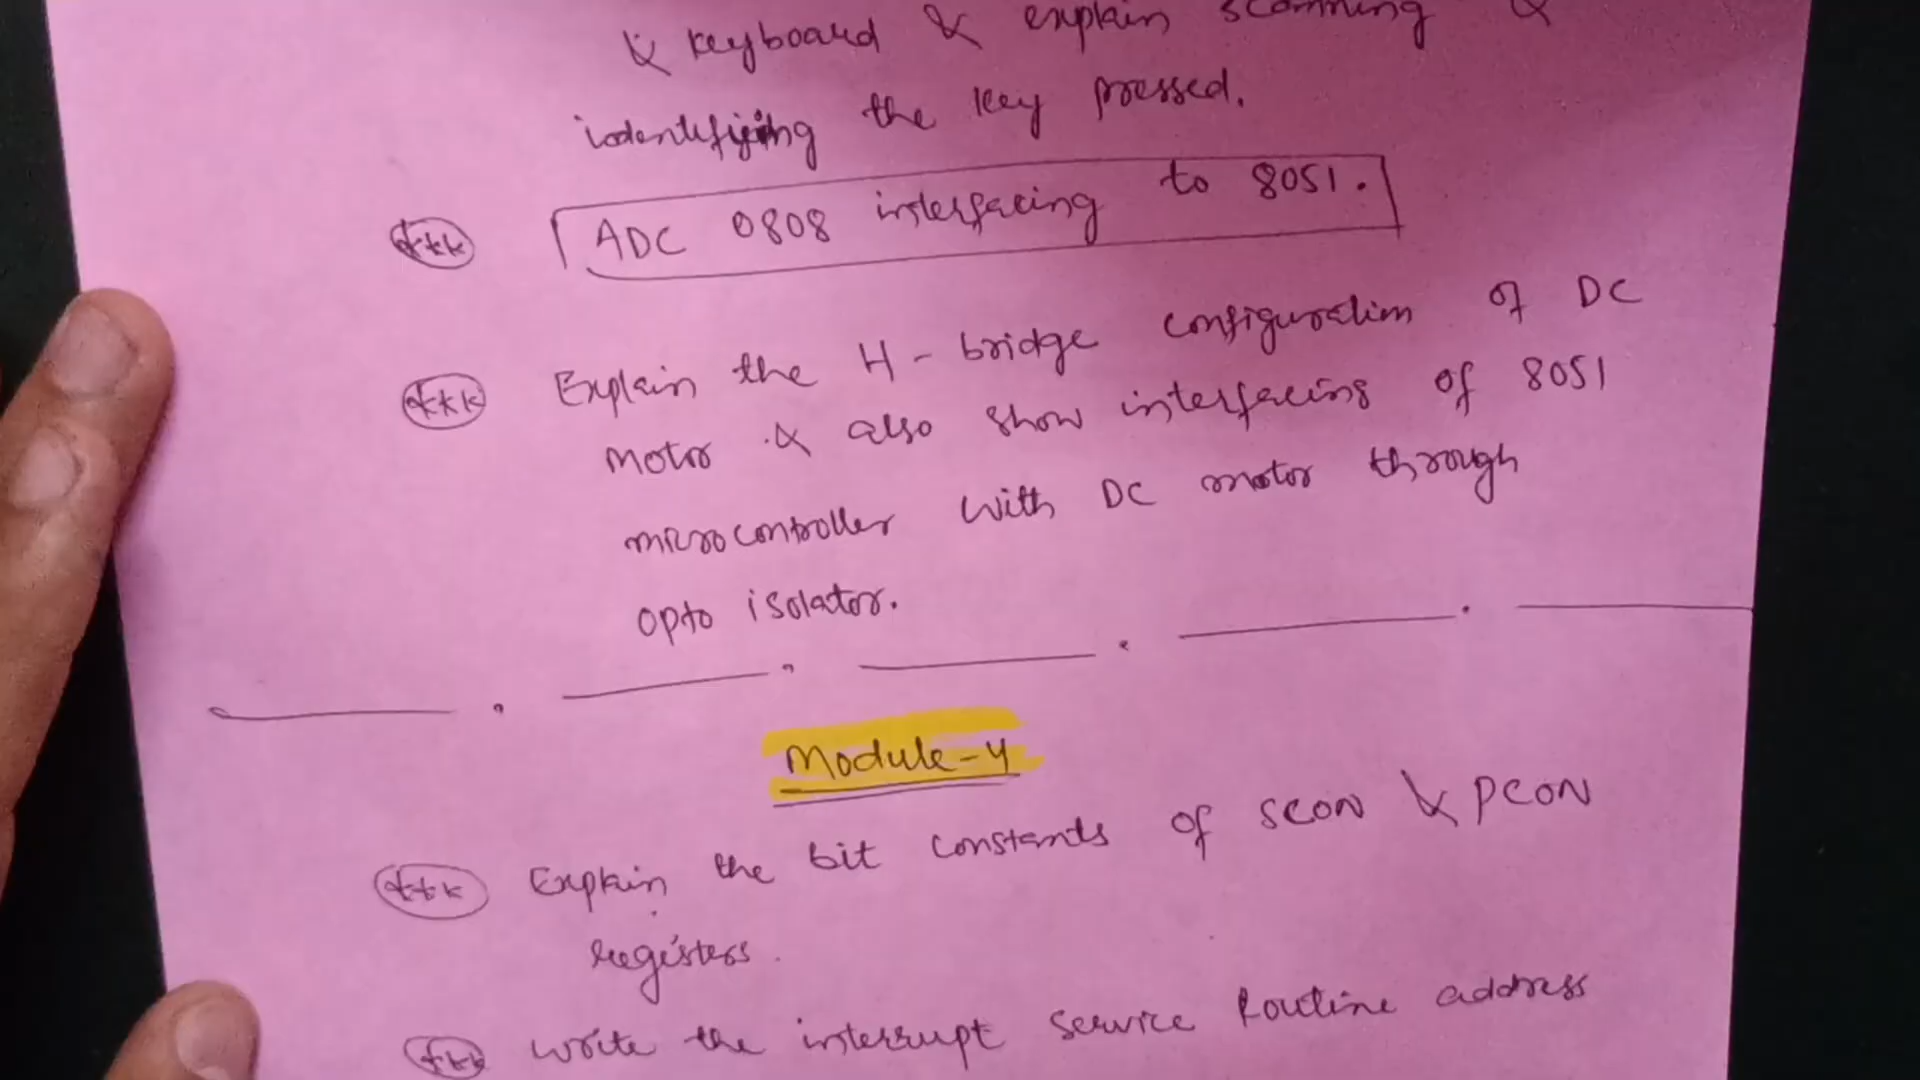 & keyboard & explain scanning &
identifying the key pressed.
*** ADC 0808 interfacing to 8051.
*** Explain the H-bridge configuration of DC
motor & also show interfacing of 8051
microcontroller with DC motor through
opto isolator.
Module-4
*** Explain the bit constants of SCON & PCON
registers.
*** Write the interrupt service Routine address